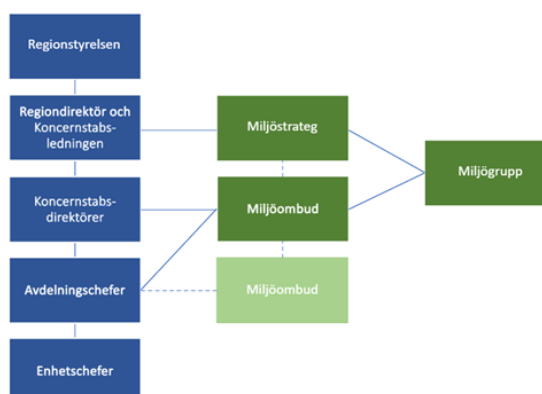 Regionstyrelsen
Regiondirektör och
Koncernstabs-
ledningen
Miljöstrateg
Miljögrupp
Koncernstabs-
direktörer
Miljöombud
Avdelningschefer
Miljöombud
Enhetschefer